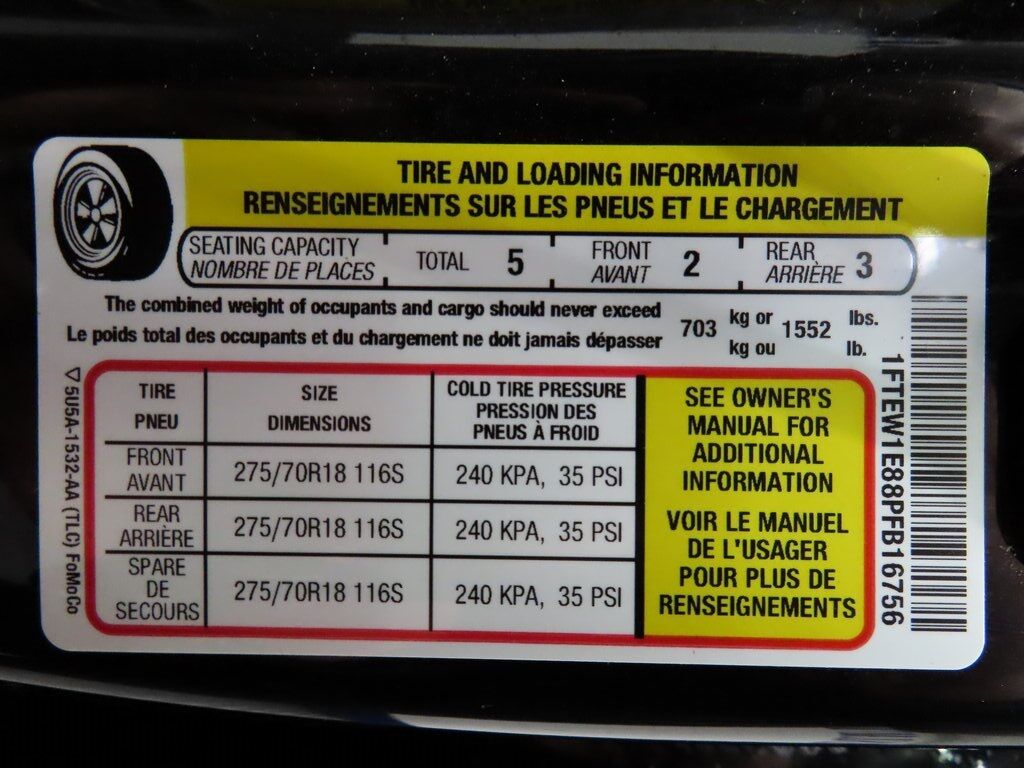 TIRE AND LOADING INFORMATION
RENSEIGNEMENTS SUR LES PNEUS ET LE CHARGEMENT
SEATING CAPACITY
NOMBRE DE PLACES
TOTAL 5
FRONT
AVANT
2
REAR
ARRIÈRE
3
The combined weight of occupants and cargo should never exceed
Le poids total des occupants et du chargement ne doit jamais dépasser
703
kg or
kg ou
1552
lbs.
lb.
TIRE
PNEU
SIZE
DIMENSIONS
COLD TIRE PRESSURE
PRESSION DES
PNEUS À FROID
FRONT
AVANT
275/70R18 116S
240 KPA, 35 PSI
REAR
ARRIÈRE
275/70R18 116S
240 KPA, 35 PSI
SPARE
DE
SECOURS
275/70R18 116S
240 KPA, 35 PSI
SEE OWNER'S
MANUAL FOR
ADDITIONAL
INFORMATION
VOIR LE MANUEL
DE L'USAGER
POUR PLUS DE
RENSEIGNEMENTS
5U5A-1532-AA (TLC) FoMoCo
1FTEW1E88PFB16756